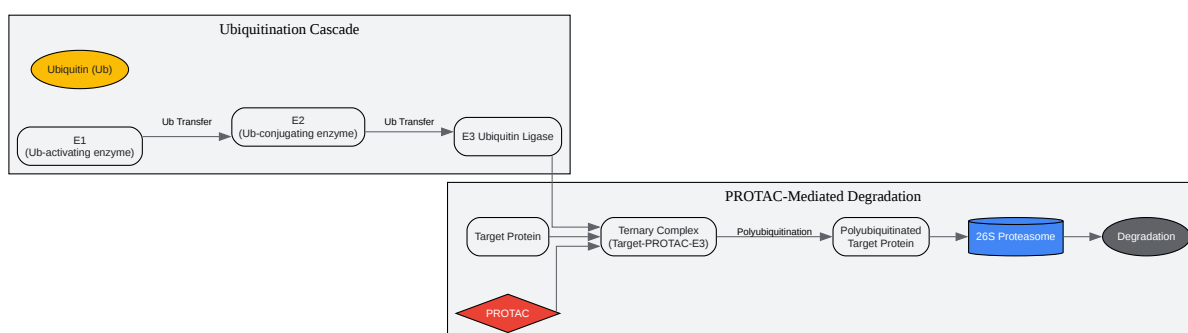 Ubiquitination Cascade
Ubiquitin (Ub)
E1
(Ub-activating enzyme)
Ub Transfer
E2
(Ub-conjugating enzyme)
Ub Transfer
E3 Ubiquitin Ligase
PROTAC-Mediated Degradation
Target Protein
Ternary Complex
(Target-PROTAC-E3)
Polyubiquitination
Polyubiquitinated
Target Protein
26S Proteasome
Degradation
PROTAC